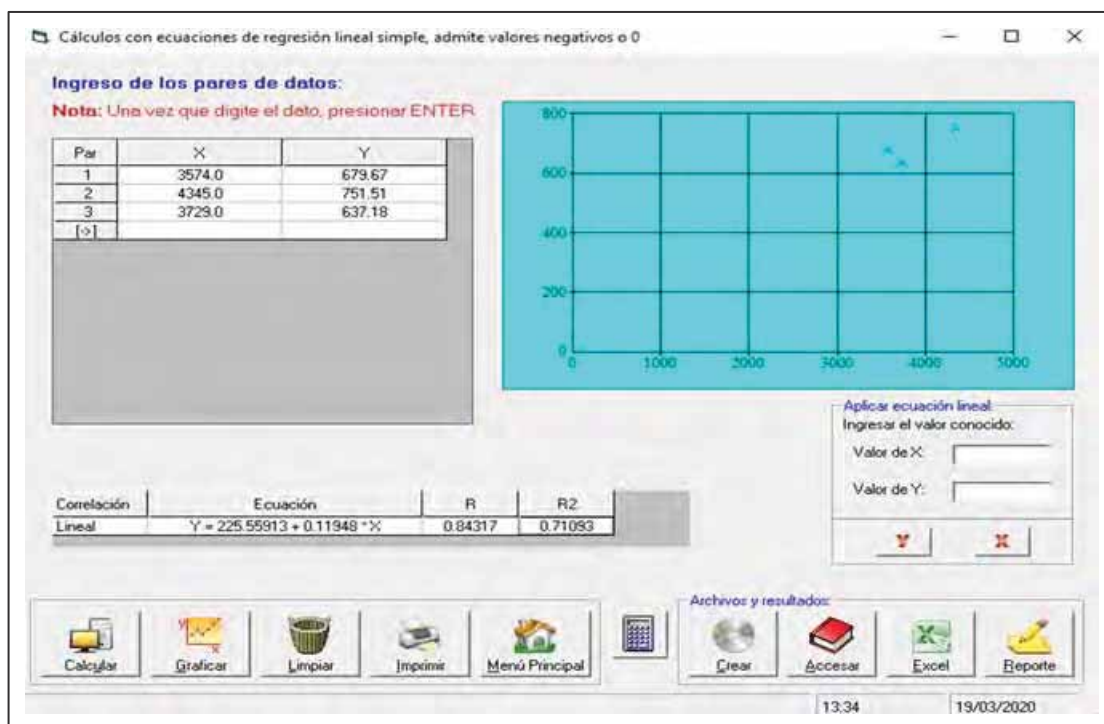 Cálculos con ecuaciones de regresión lineal simple, admite valores negativos o 0
Ingreso de los pares de datos:
Nota: Una vez que digite el dato, presionar ENTER
Par X Y
1 3574.0 679.67
2 4345.0 751.51
3 3729.0 637.18
800
600
400
200
0
0 1000 2000 3000 4000 5000
Aplicar ecuación lineal
Ingresar el valor conocido:
Valor de X:
Valor de Y:
Y X
Correlación Ecuación R R2
Lineal Y = 225.55913 + 0.11948 * X 0.84317 0.71093
Archivos y resultados:
Calcular Graficar Limpiar Imprimir Menú Principal Crear Accesar Excel Reporte
13:34 19/03/2020